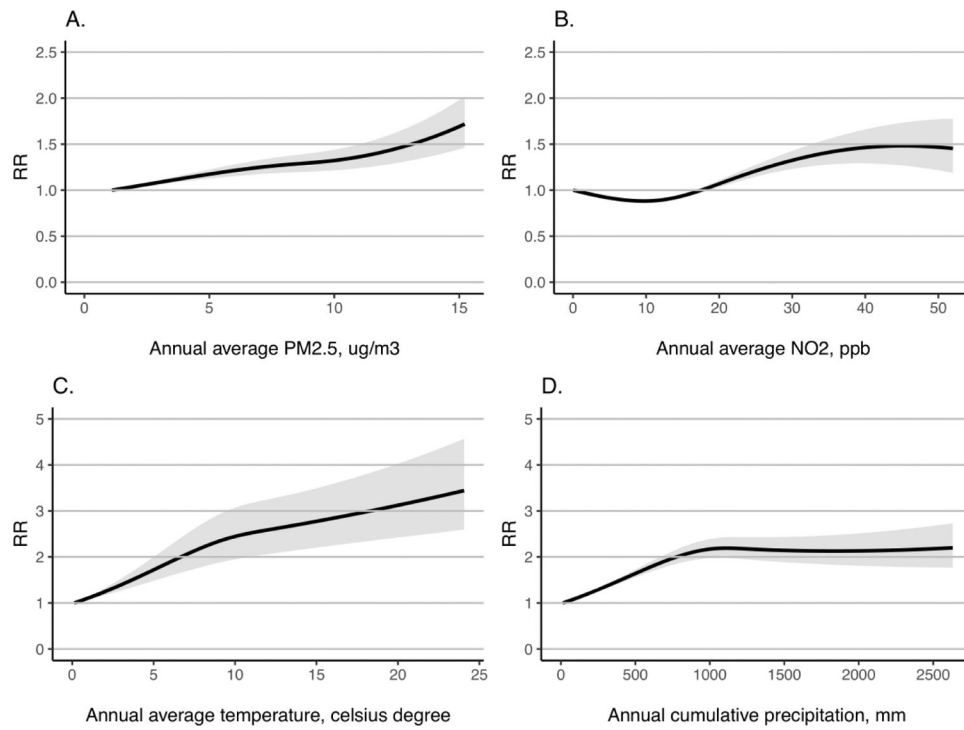 A.
2.5
2.0
1.5
1.0
0.5
0.0
RR
0 5 10 15
Annual average PM2.5, ug/m3
B.
2.5
2.0
1.5
1.0
0.5
0.0
RR
0 10 20 30 40 50
Annual average NO2, ppb
C.
5
4
3
2
1
0
RR
0 5 10 15 20 25
Annual average temperature, celsius degree
D.
5
4
3
2
1
0
RR
0 500 1000 1500 2000 2500
Annual cumulative precipitation, mm